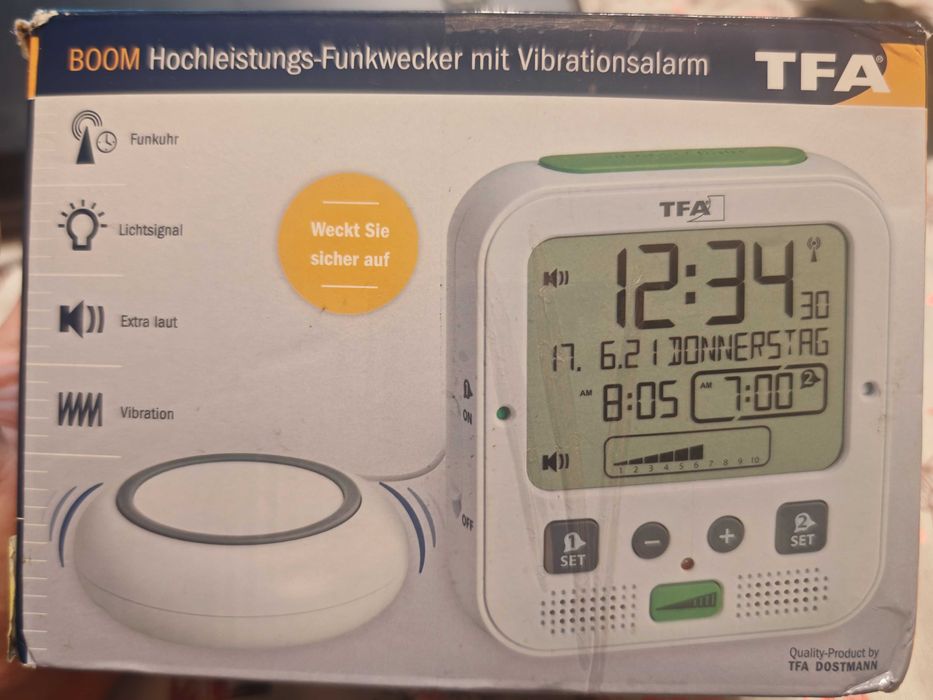 BOOM Hochleistungs-Funkwecker mit Vibrationsalarm
TFA®
Funkuhr
Lichtsignal
Extra laut
Vibration
Weckt Sie
sicher auf
TFA
12:34 30
17. 6.21 DONNERSTAG
AM 8:05 AM 7:00 2
1 2 3 4 5 6 7 8 9 10
1
ON
OFF
1
SET
−
+
2
SET
Quality-Product by
TFA DOSTMANN